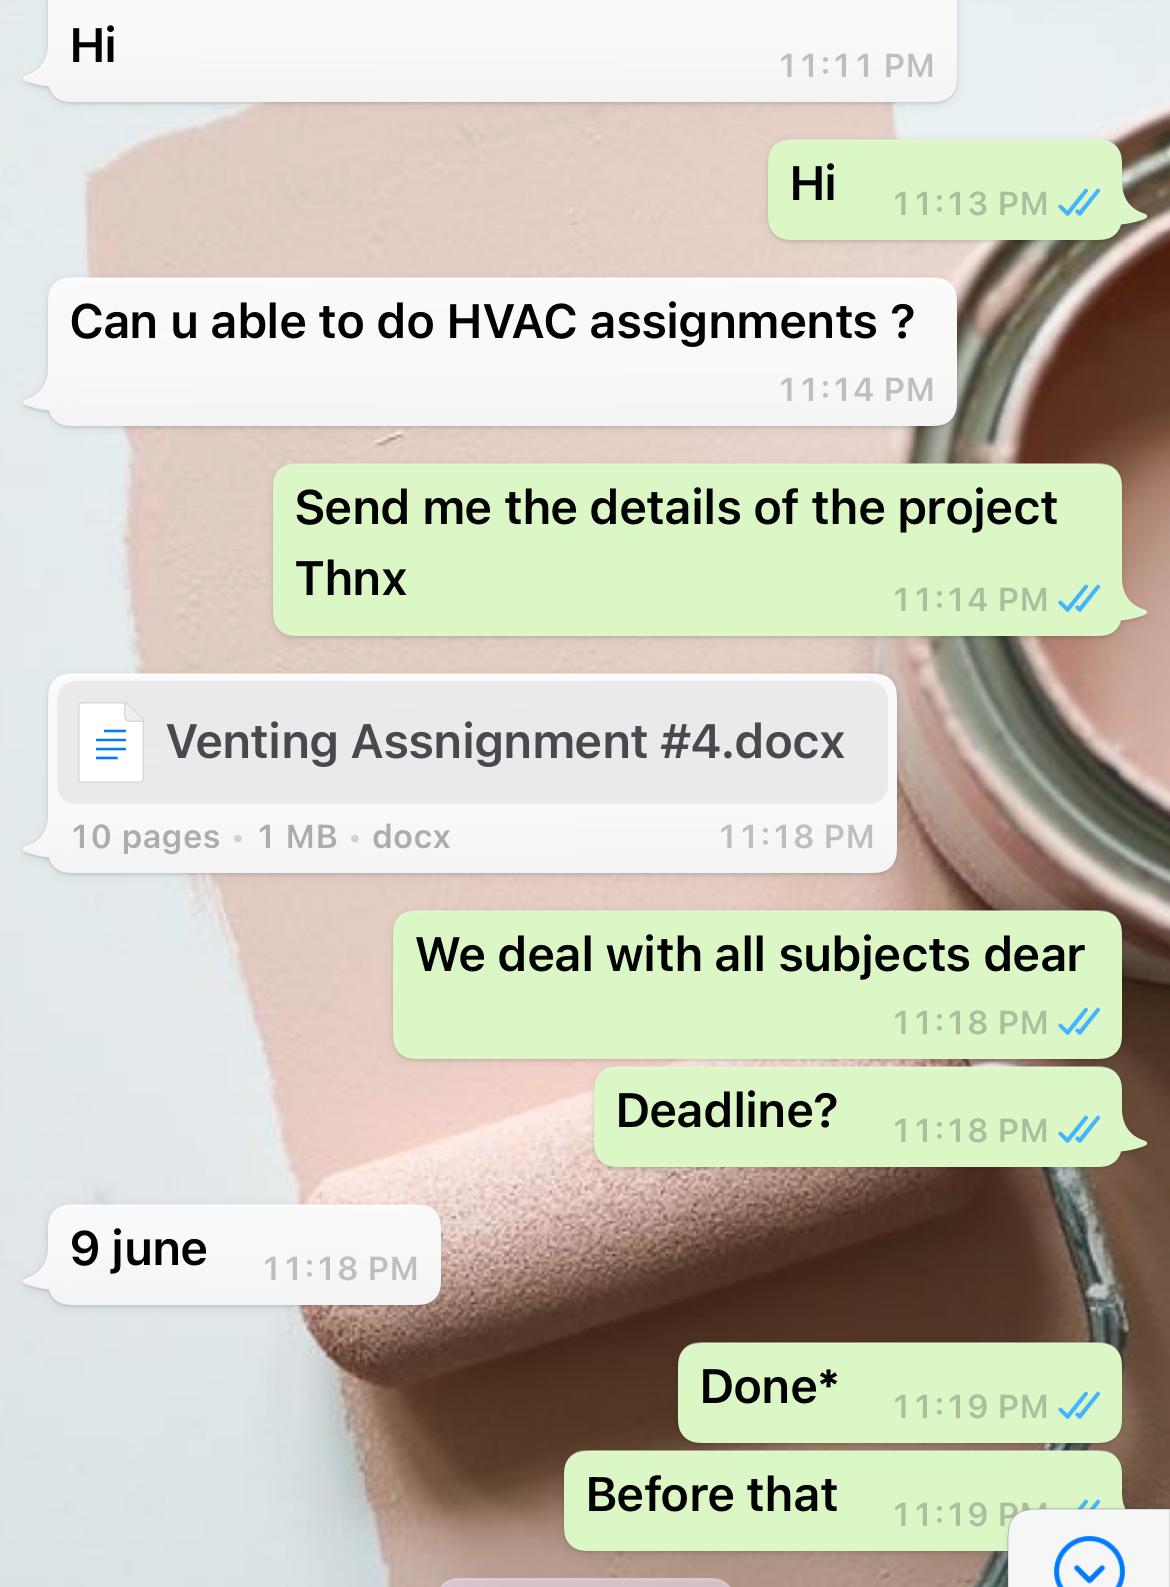 Hi
11:11 PM
Hi
11:13 PM
Can u able to do HVAC assignments ?
11:14 PM
Send me the details of the project
Thnx
11:14 PM
Venting Assnignment #4.docx
10 pages • 1 MB • docx
11:18 PM
We deal with all subjects dear
11:18 PM
Deadline?
11:18 PM
9 june
11:18 PM
Done*
11:19 PM
Before that
11:19 PM